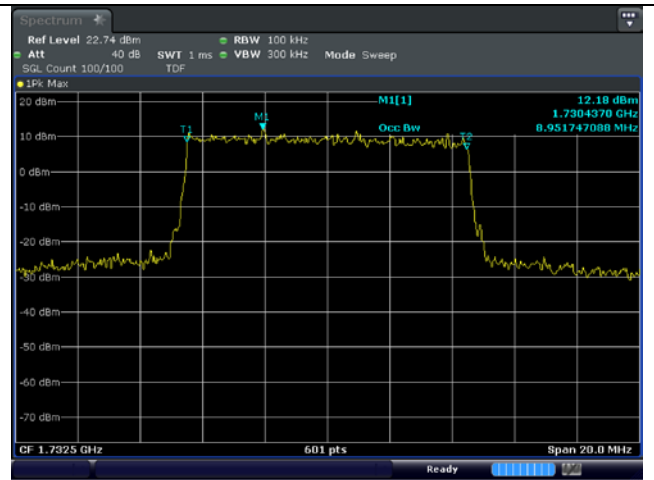 Spectrum
Ref Level 22.74 dBm RBW 100 kHz
Att 40 dB SWT 1 ms VBW 300 kHz Mode Sweep
SGL Count 100/100 TDF
1Pk Max
20 dBm M1[1] 12.18 dBm
1.7304370 GHz
M1
T1 Occ Bw 8.951747088 MHz
T2
10 dBm
0 dBm
-10 dBm
-20 dBm
-30 dBm
-40 dBm
-50 dBm
-60 dBm
-70 dBm
CF 1.7325 GHz 601 pts Span 20.0 MHz
Ready